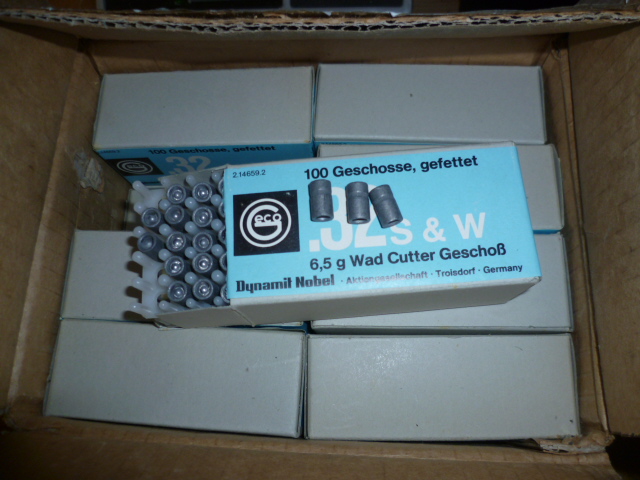 100 Geschosse, gefettet
.32
2.14659.2
100 Geschosse, gefettet
Geco
.32 S & W
6,5 g Wad Cutter Geschoß
Dynamit Nobel · Aktiengesellschaft · Troisdorf · Germany